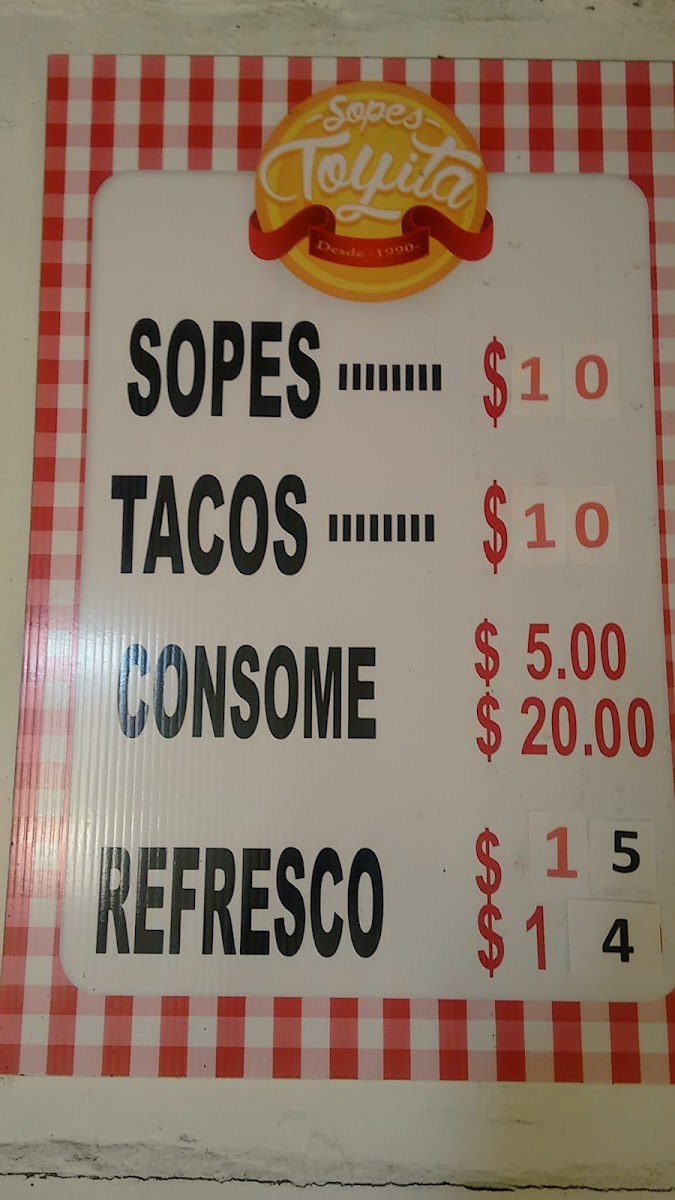 -Sopes-
Toyita
Desde -1990-
SOPES -------- $10
TACOS -------- $10
CONSOME $ 5.00
$ 20.00
REFRESCO $ 15
$ 14